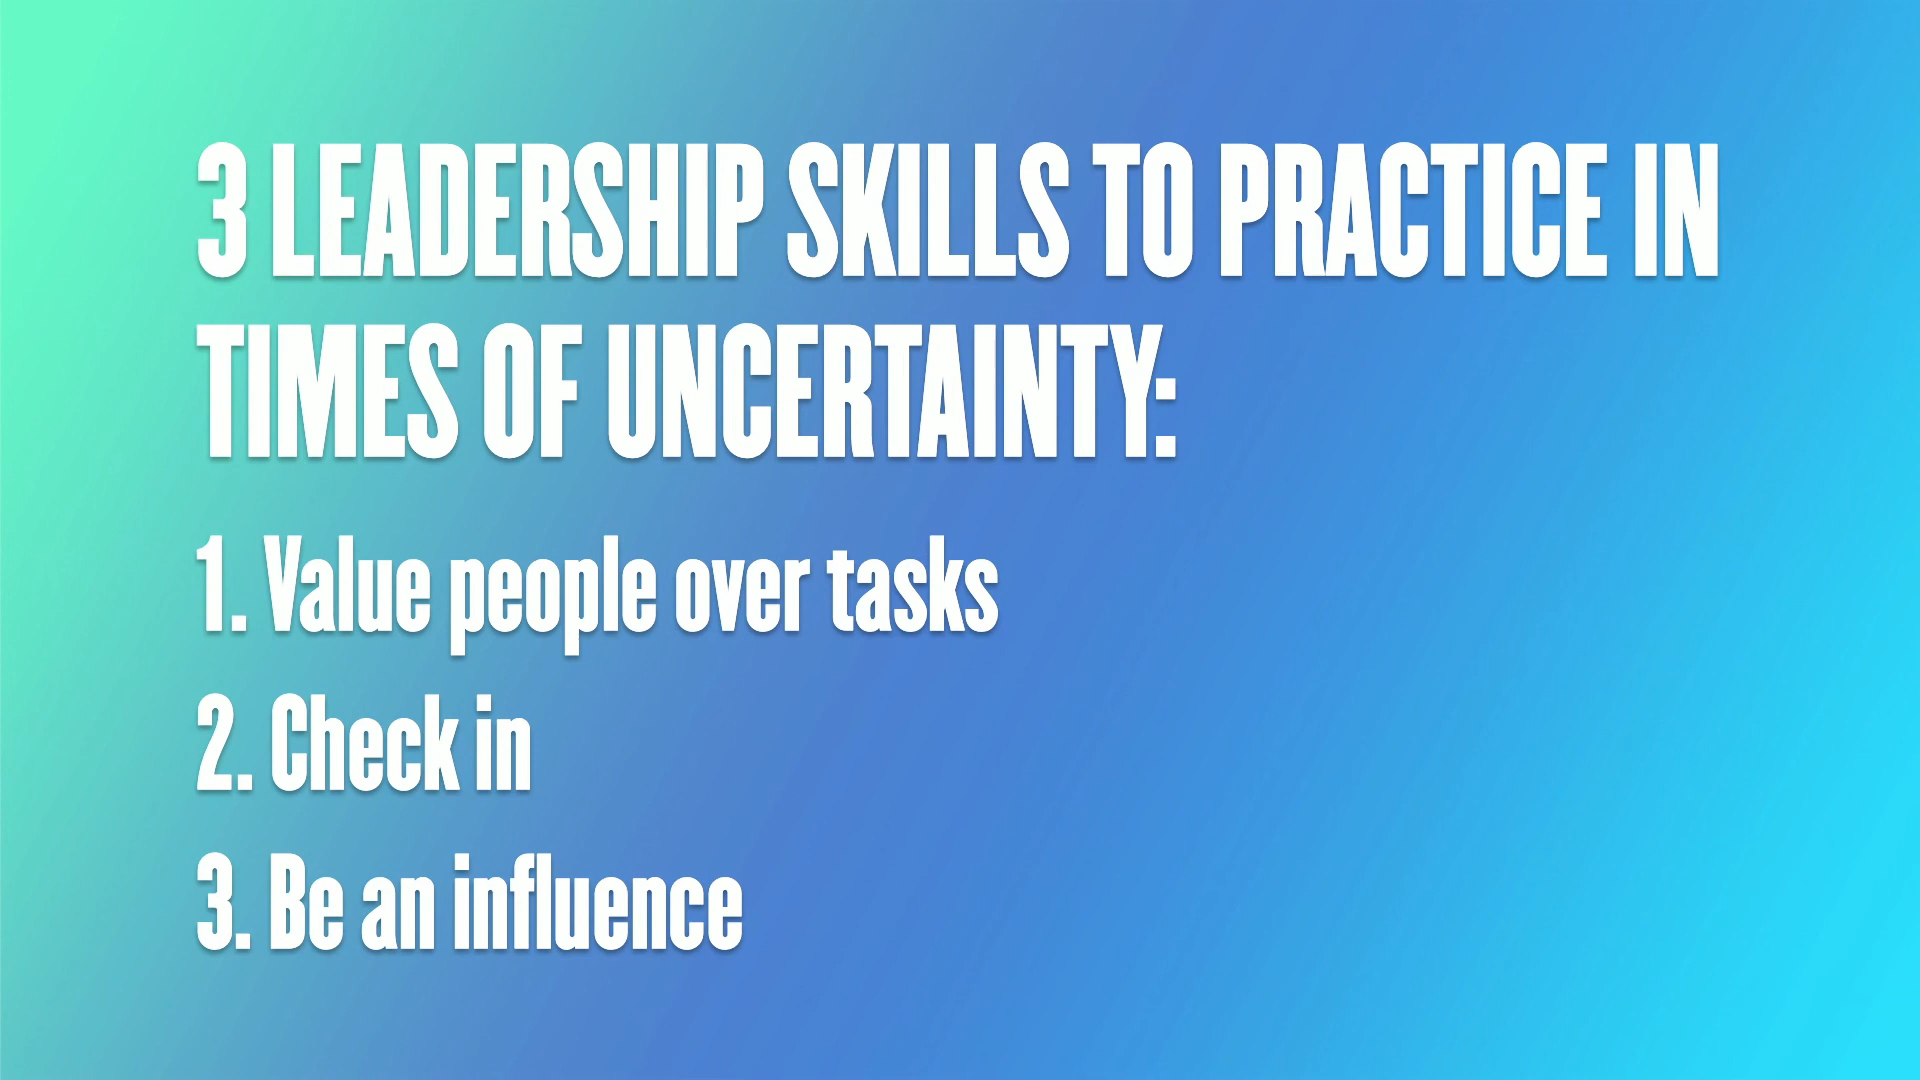 3 LEADERSHIP SKILLS TO PRACTICE IN
TIMES OF UNCERTAINTY:
1. Value people over tasks
2. Check in
3. Be an influence